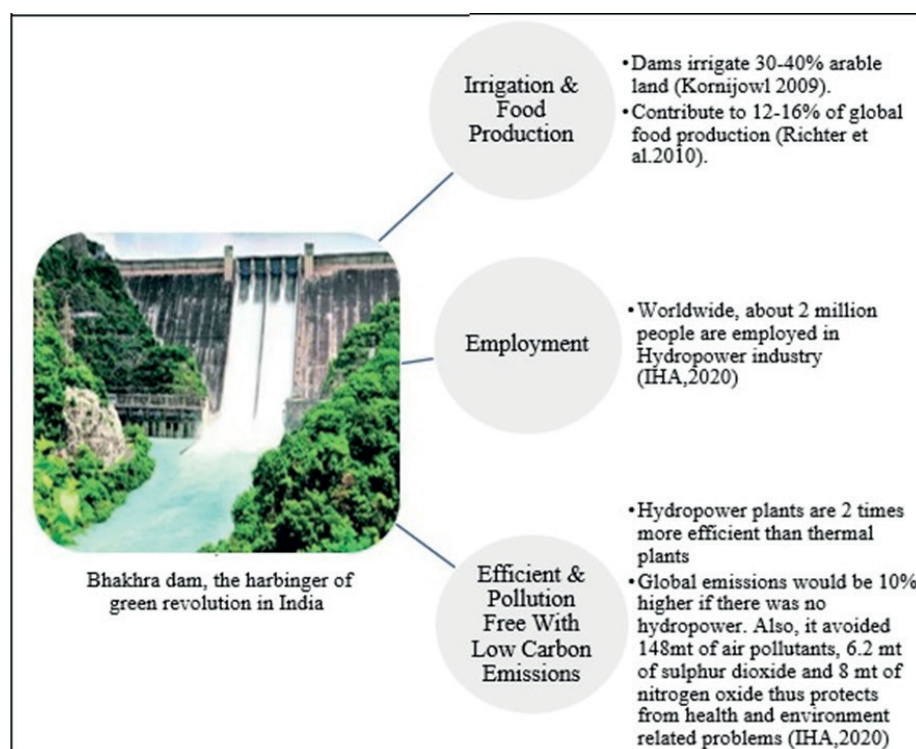 Irrigation &
Food
Production
•Dams irrigate 30-40% arable
land (Kornijowl 2009).
•Contribute to 12-16% of global
food production (Richter et
al.2010).
Employment
•Worldwide, about 2 million
people are employed in
Hydropower industry
(IHA,2020)
Bhakhra dam, the harbinger of
green revolution in India
Efficient &
Pollution
Free With
Low Carbon
Emissions
•Hydropower plants are 2 times
more efficient than thermal
plants
•Global emissions would be 10%
higher if there was no
hydropower. Also, it avoided
148mt of air pollutants, 6.2 mt
of sulphur dioxide and 8 mt of
nitrogen oxide thus protects
from health and environment
related problems (IHA,2020)